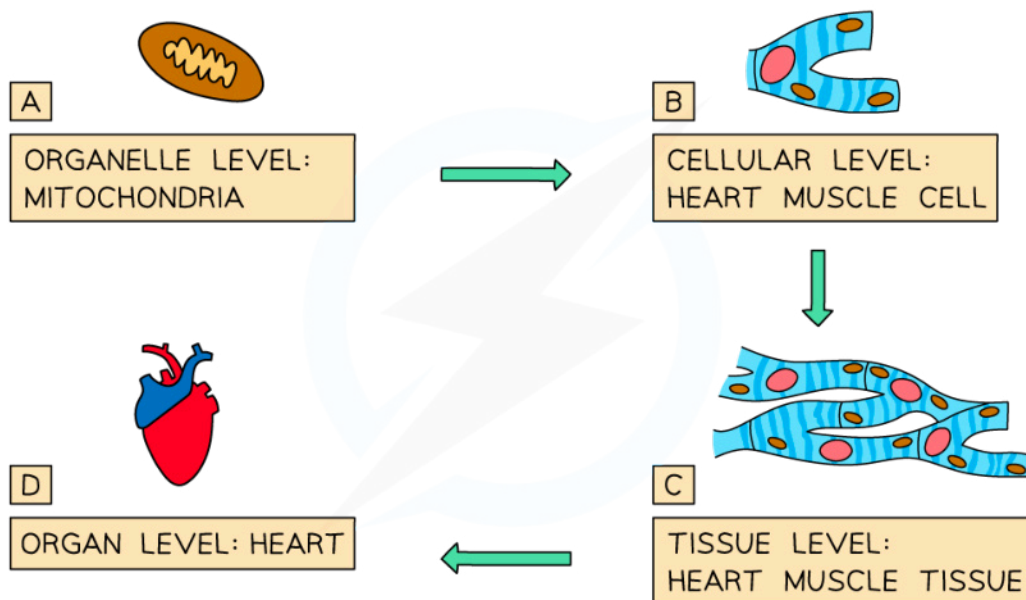 A
ORGANELLE LEVEL:
MITOCHONDRIA
B
CELLULAR LEVEL:
HEART MUSCLE CELL
D
ORGAN LEVEL: HEART
C
TISSUE LEVEL:
HEART MUSCLE TISSUE